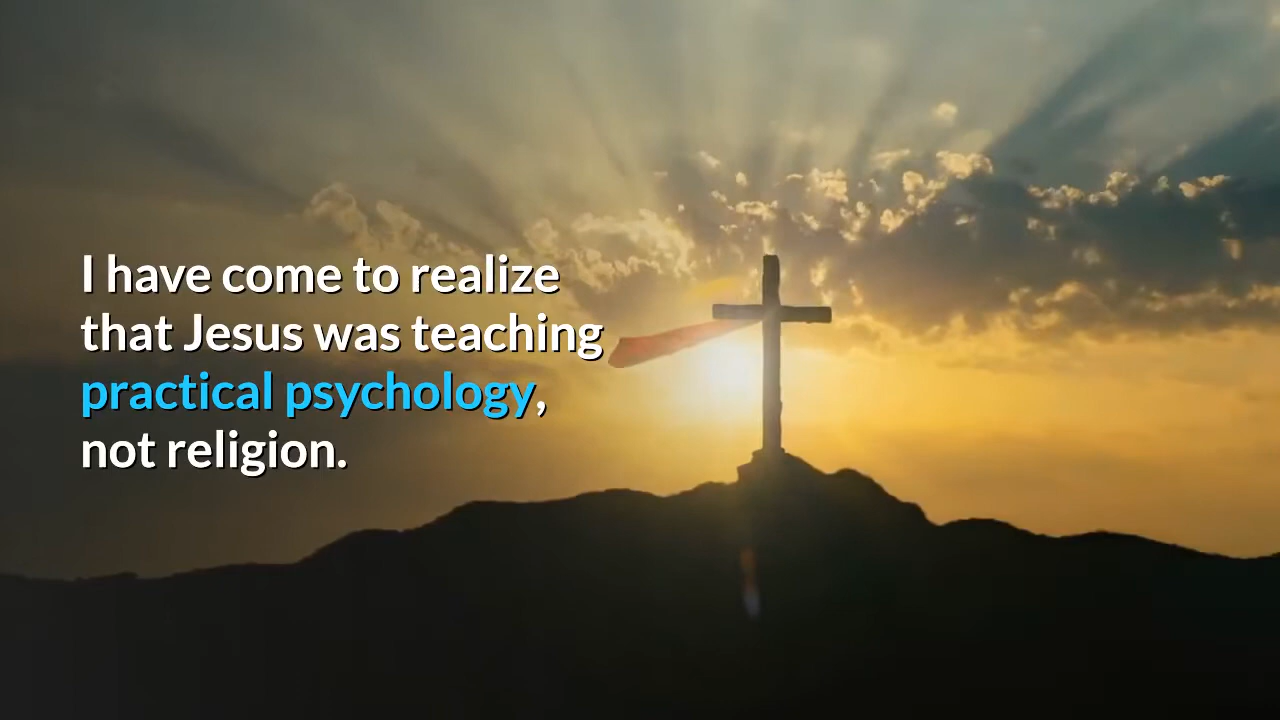 I have come to realize
that Jesus was teaching
practical psychology,
not religion.